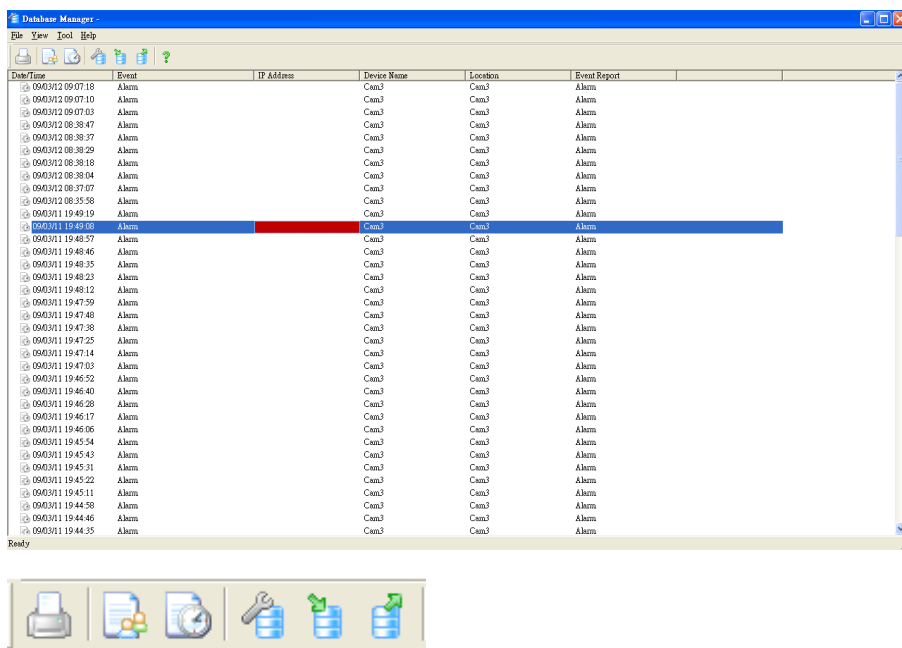 Database Manager -
File View Tool Help
Date/Time Event IP Address Device Name Location Event Report
09/03/12 09:07:18 Alarm Cam3 Cam3 Alarm
09/03/12 09:07:10 Alarm Cam3 Cam3 Alarm
09/03/12 09:07:03 Alarm Cam3 Cam3 Alarm
09/03/12 08:38:47 Alarm Cam3 Cam3 Alarm
09/03/12 08:38:37 Alarm Cam3 Cam3 Alarm
09/03/12 08:38:29 Alarm Cam3 Cam3 Alarm
09/03/12 08:38:18 Alarm Cam3 Cam3 Alarm
09/03/12 08:38:04 Alarm Cam3 Cam3 Alarm
09/03/12 08:37:07 Alarm Cam3 Cam3 Alarm
09/03/12 08:35:58 Alarm Cam3 Cam3 Alarm
09/03/11 19:49:19 Alarm Cam3 Cam3 Alarm
09/03/11 19:49:08 Alarm Cam3 Cam3 Alarm
09/03/11 19:48:57 Alarm Cam3 Cam3 Alarm
09/03/11 19:48:46 Alarm Cam3 Cam3 Alarm
09/03/11 19:48:35 Alarm Cam3 Cam3 Alarm
09/03/11 19:48:23 Alarm Cam3 Cam3 Alarm
09/03/11 19:48:12 Alarm Cam3 Cam3 Alarm
09/03/11 19:47:59 Alarm Cam3 Cam3 Alarm
09/03/11 19:47:48 Alarm Cam3 Cam3 Alarm
09/03/11 19:47:38 Alarm Cam3 Cam3 Alarm
09/03/11 19:47:25 Alarm Cam3 Cam3 Alarm
09/03/11 19:47:14 Alarm Cam3 Cam3 Alarm
09/03/11 19:47:03 Alarm Cam3 Cam3 Alarm
09/03/11 19:46:52 Alarm Cam3 Cam3 Alarm
09/03/11 19:46:40 Alarm Cam3 Cam3 Alarm
09/03/11 19:46:28 Alarm Cam3 Cam3 Alarm
09/03/11 19:46:17 Alarm Cam3 Cam3 Alarm
09/03/11 19:46:06 Alarm Cam3 Cam3 Alarm
09/03/11 19:45:54 Alarm Cam3 Cam3 Alarm
09/03/11 19:45:43 Alarm Cam3 Cam3 Alarm
09/03/11 19:45:31 Alarm Cam3 Cam3 Alarm
09/03/11 19:45:22 Alarm Cam3 Cam3 Alarm
09/03/11 19:45:11 Alarm Cam3 Cam3 Alarm
09/03/11 19:44:58 Alarm Cam3 Cam3 Alarm
09/03/11 19:44:46 Alarm Cam3 Cam3 Alarm
09/03/11 19:44:35 Alarm Cam3 Cam3 Alarm
Ready